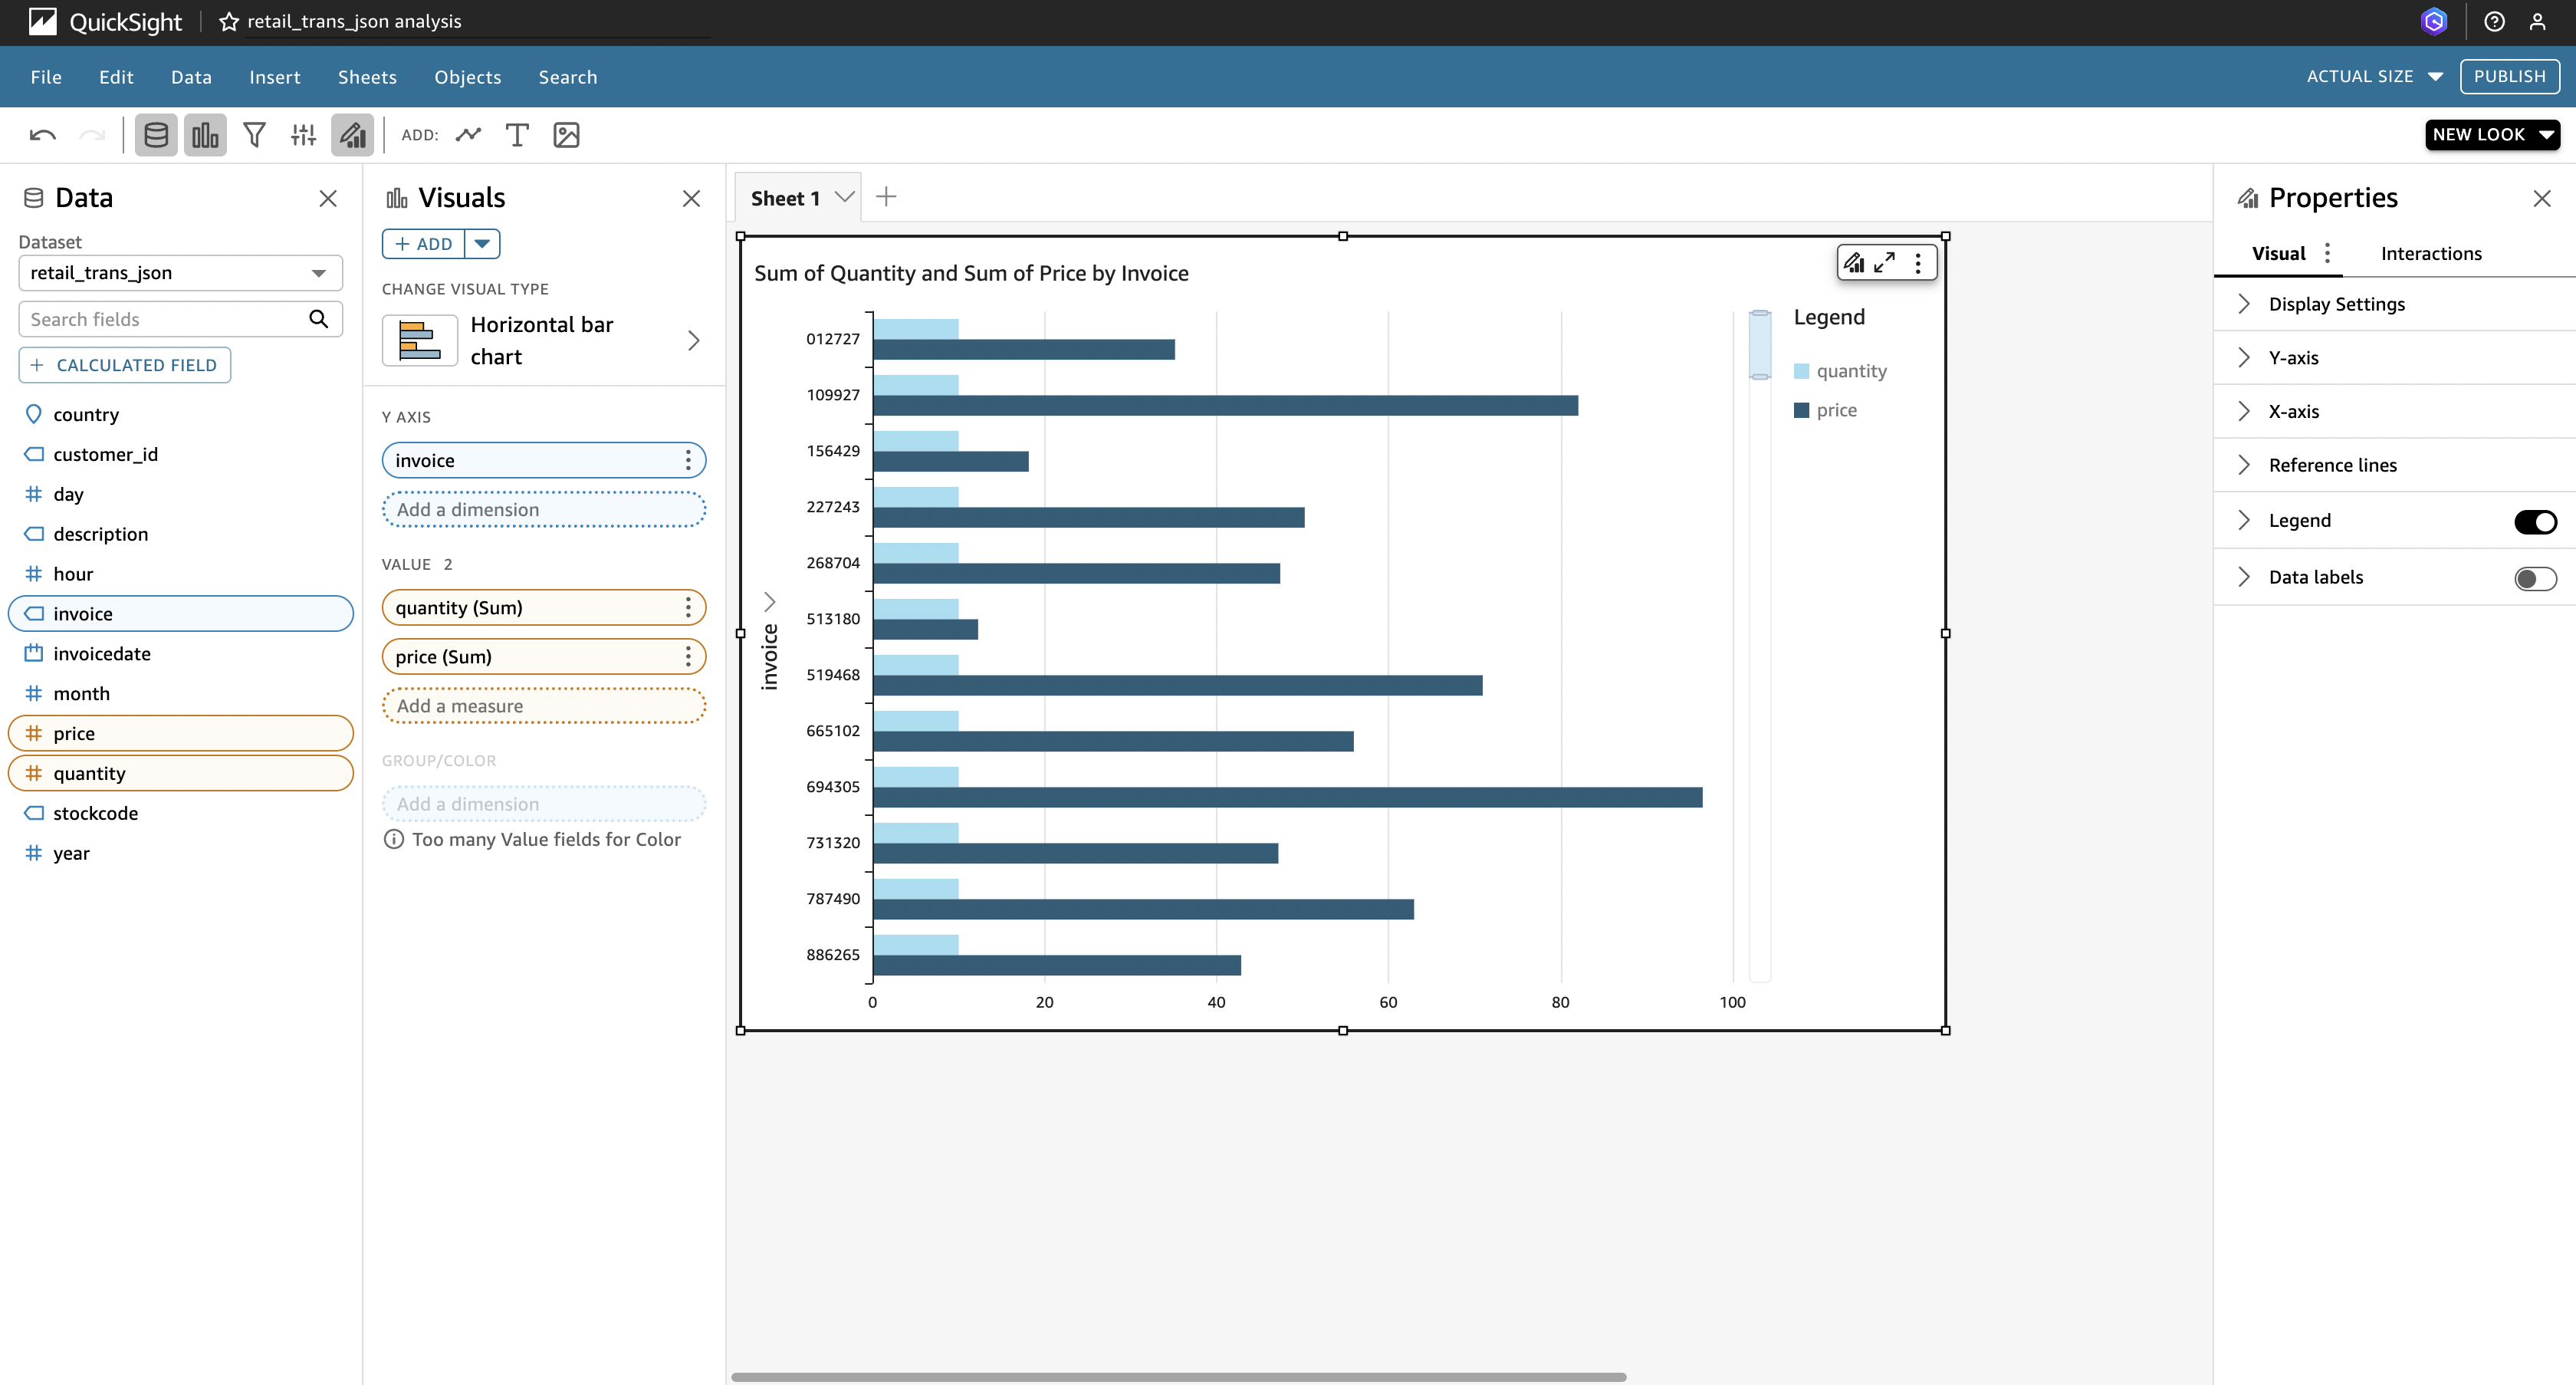 QuickSight
retail_trans_json analysis
File Edit Data Insert Sheets Objects Search
ACTUAL SIZE
PUBLISH
ADD:
NEW LOOK
Data
Dataset
retail_trans_json
Search fields
+ CALCULATED FIELD
country
customer_id
day
description
hour
invoice
invoicedate
month
price
quantity
stockcode
year
Visuals
+ ADD
CHANGE VISUAL TYPE
Horizontal bar
chart
Y AXIS
invoice
Add a dimension
VALUE 2
quantity (Sum)
price (Sum)
Add a measure
GROUP/COLOR
Add a dimension
Too many Value fields for Color
Sheet 1
Sum of Quantity and Sum of Price by Invoice
invoice
012727
109927
156429
227243
268704
513180
519468
665102
694305
731320
787490
886265
0 20 40 60 80 100
Legend
quantity
price
Properties
Visual Interactions
Display Settings
Y-axis
X-axis
Reference lines
Legend
Data labels